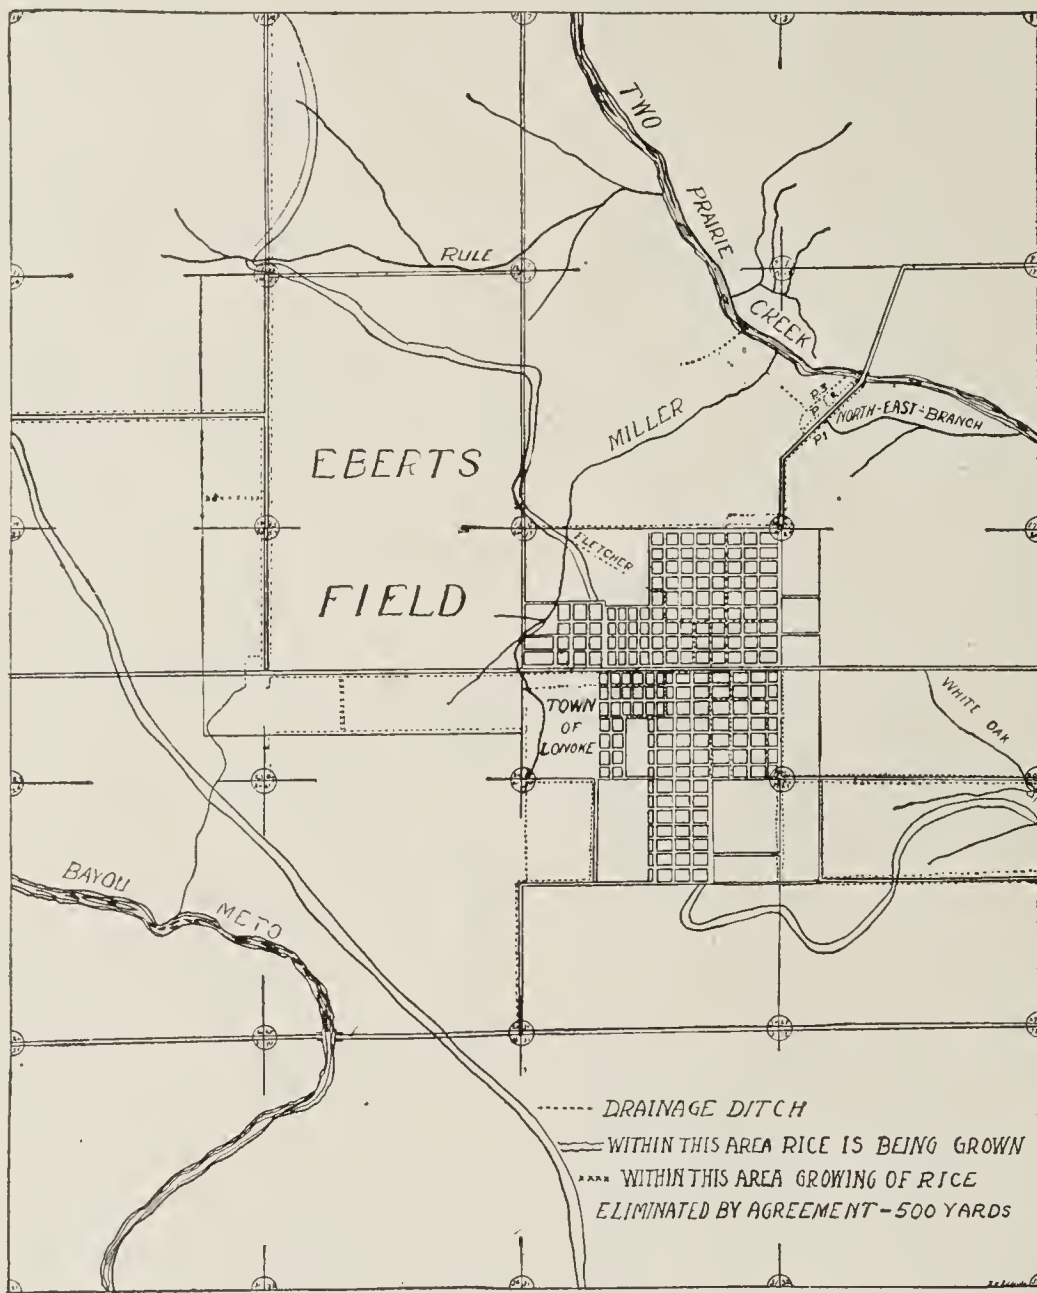 TWO
PRAIRIE
CREEK
RULE
MILLER
NORTH-EAST-BRANCH
P1
EBERTS
FIELD
FLETCHER
TOWN
OF
LONOKE
WHITE OAK
BAYOU
METO
DRAINAGE DITCH
WITHIN THIS AREA RICE IS BEING GROWN
WITHIN THIS AREA GROWING OF RICE
ELIMINATED BY AGREEMENT-500 YARDS